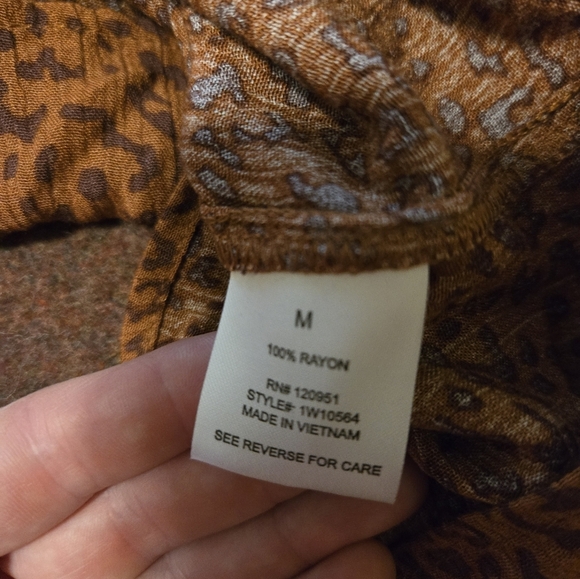 M
100% RAYON
RN# 120951
STYLE#- 1W10564
MADE IN VIETNAM
SEE REVERSE FOR CARE